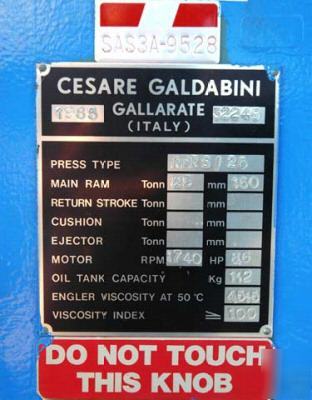 SAS3A-9528
CESARE GALDABINI
1988 GALLARATE
(ITALY)
PRESS TYPE
MAIN RAM Tonn 25 mm 160
RETURN STROKE Tonn mm
CUSHION Tonn mm
EJECTOR Tonn mm
MOTOR RPM 1740 HP
OIL TANK CAPACITY Kg 112
ENGLER VISCOSITY AT 50°C
VISCOSITY INDEX ≥ 100
DO NOT TOUCH
THIS KNOB